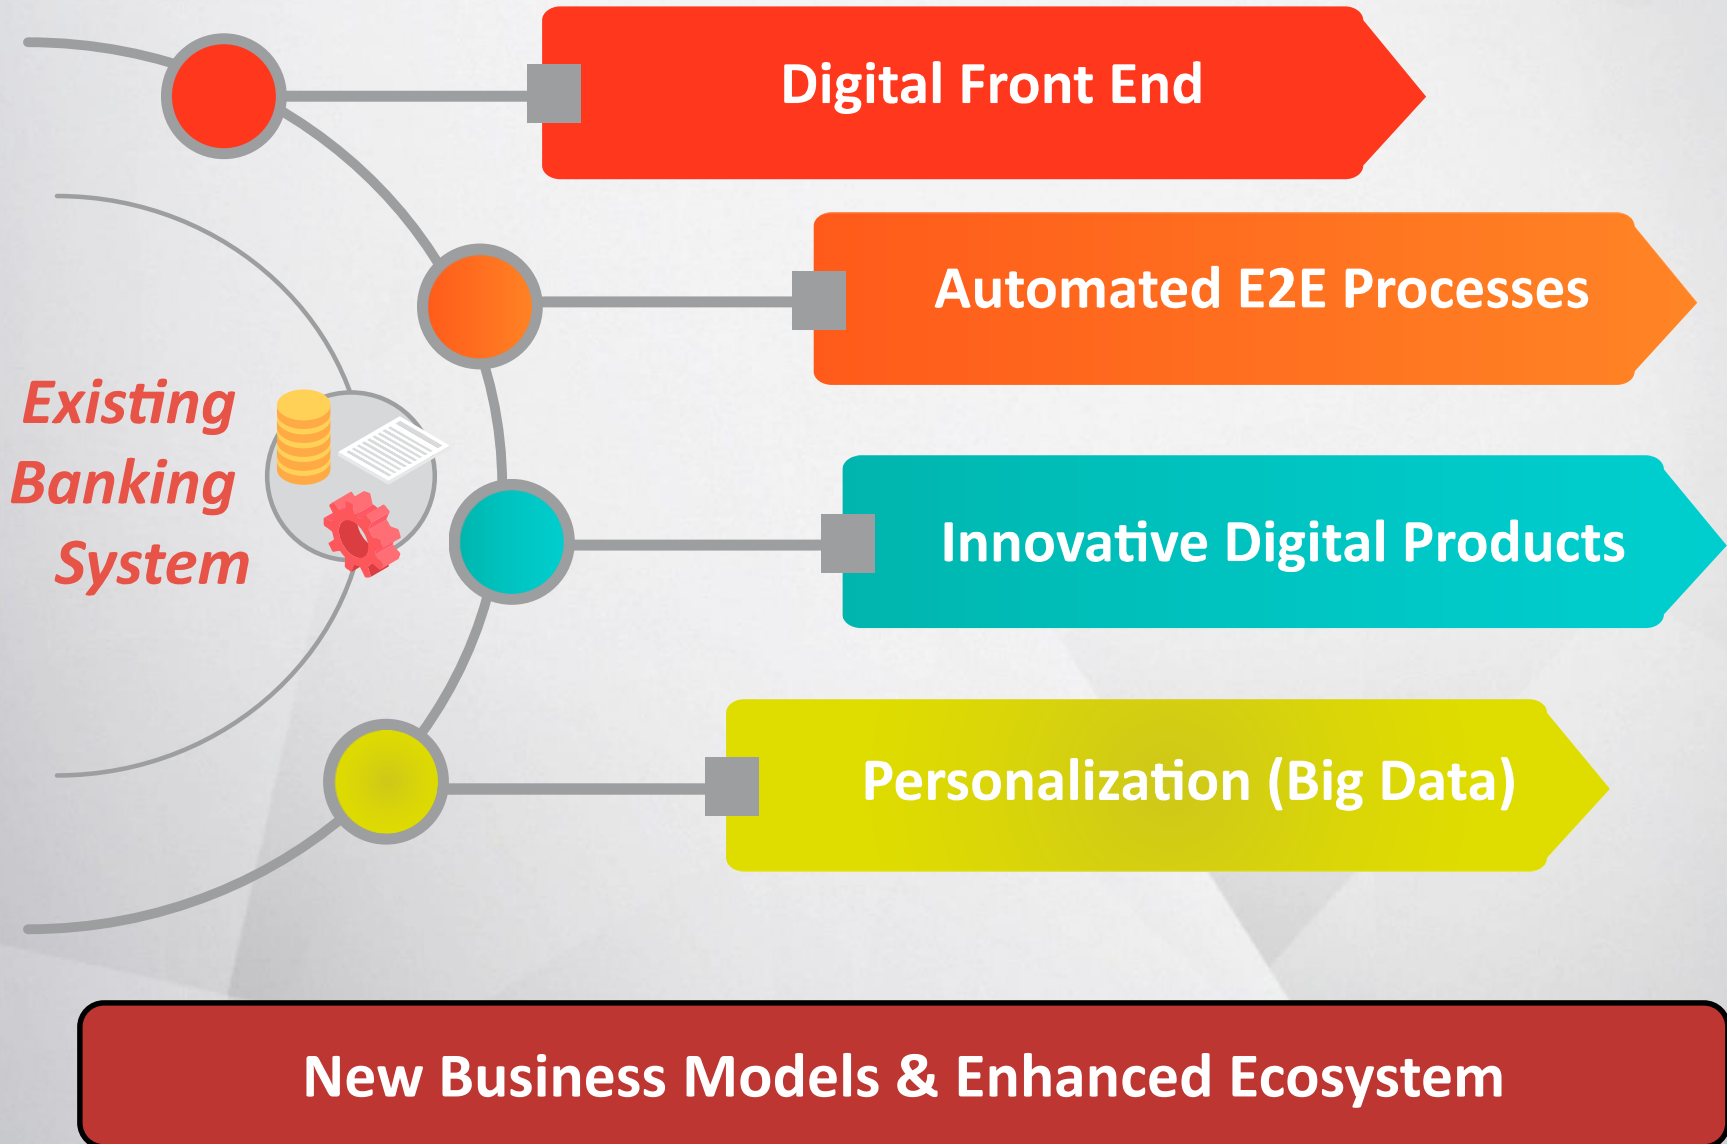 Digital Front End
Automated E2E Processes
Existing
Banking
System
Innovative Digital Products
Personalization (Big Data)
New Business Models & Enhanced Ecosystem